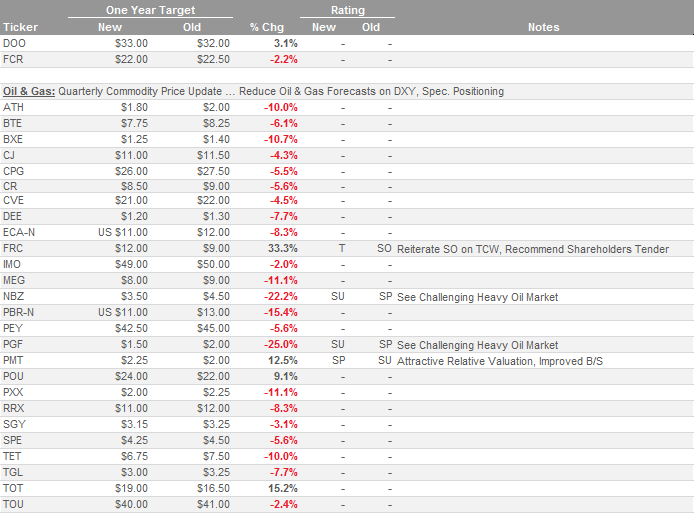 One Year Target Rating
Ticker New Old % Chg New Old Notes
DOO $33.00 $32.00 3.1% - -
FCR $22.00 $22.50 -2.2% - -
Oil & Gas: Quarterly Commodity Price Update ... Reduce Oil & Gas Forecasts on DXY, Spec. Positioning
ATH $1.80 $2.00 -10.0% - -
BTE $7.75 $8.25 -6.1% - -
BXE $1.25 $1.40 -10.7% - -
CJ $11.00 $11.50 -4.3% - -
CPG $26.00 $27.50 -5.5% - -
CR $8.50 $9.00 -5.6% - -
CVE $21.00 $22.00 -4.5% - -
DEE $1.20 $1.30 -7.7% - -
ECA-N US $11.00 $12.00 -8.3% - -
FRC $12.00 $9.00 33.3% T SO Reiterate SO on TCW, Recommend Shareholders Tender
IMO $49.00 $50.00 -2.0% - -
MEG $8.00 $9.00 -11.1% - -
NBZ $3.50 $4.50 -22.2% SU SP See Challenging Heavy Oil Market
PBR-N US $11.00 $13.00 -15.4% - -
PEY $42.50 $45.00 -5.6% - -
PGF $1.50 $2.00 -25.0% SU SP See Challenging Heavy Oil Market
PMT $2.25 $2.00 12.5% SP SU Attractive Relative Valuation, Improved B/S
POU $24.00 $22.00 9.1% - -
PXX $2.00 $2.25 -11.1% - -
RRX $11.00 $12.00 -8.3% - -
SGY $3.15 $3.25 -3.1% - -
SPE $4.25 $4.50 -5.6% - -
TET $6.75 $7.50 -10.0% - -
TGL $3.00 $3.25 -7.7% - -
TOT $19.00 $16.50 15.2% - -
TOU $40.00 $41.00 -2.4% - -